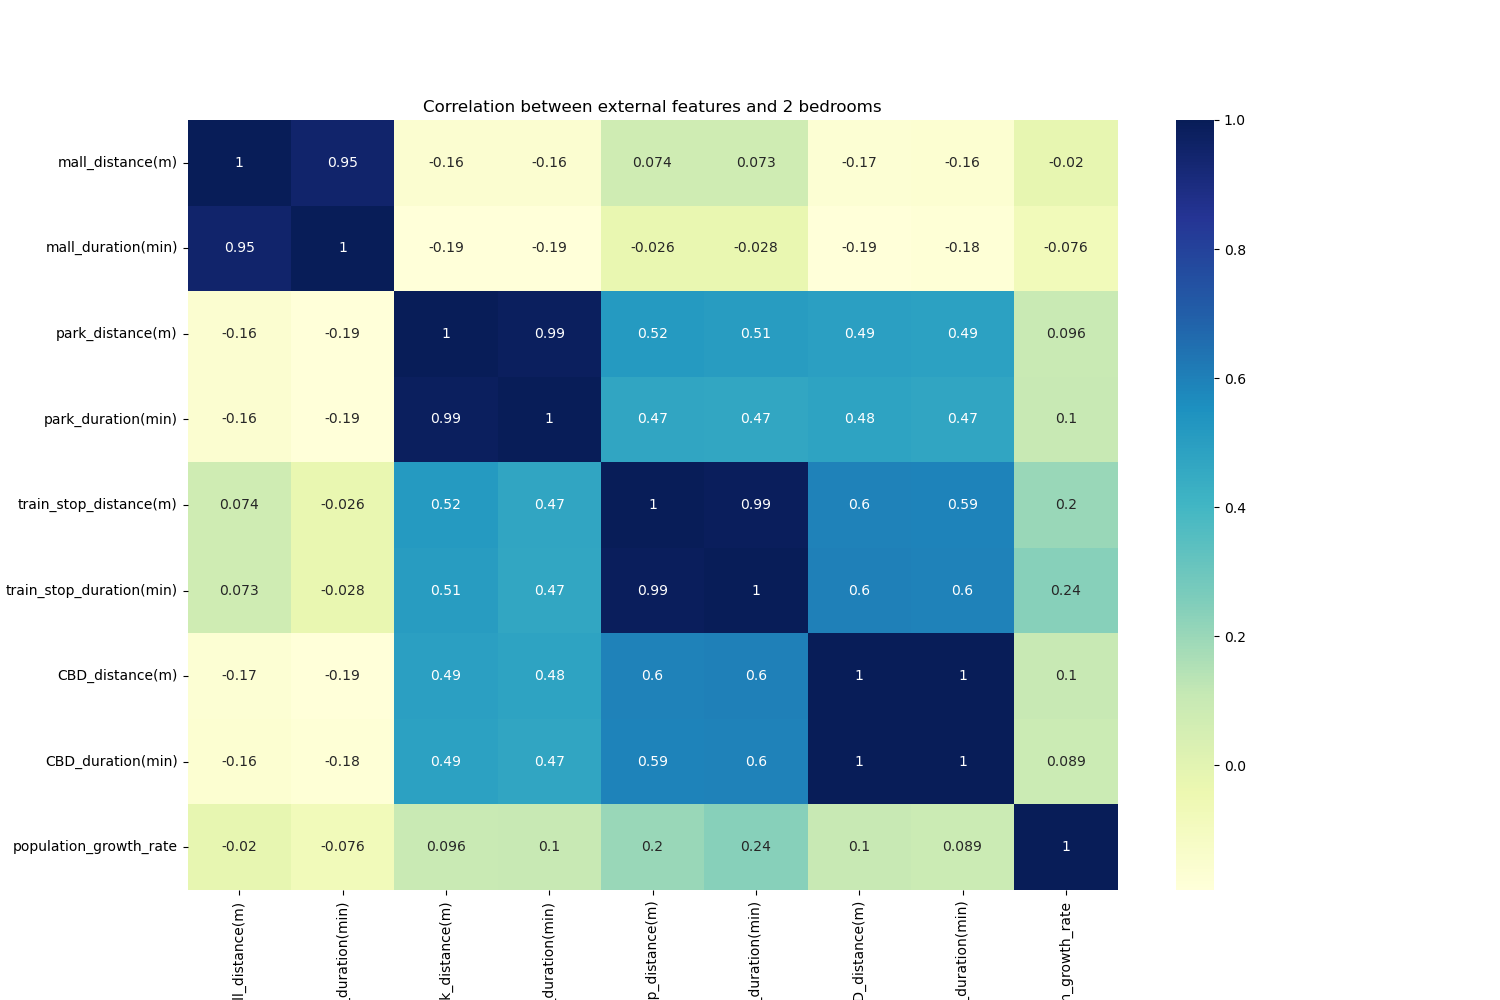 Correlation between external features and 2 bedrooms
mall_distance(m) 1 0.95 -0.16 -0.16 0.074 0.073 -0.17 -0.16 -0.02
mall_duration(min) 0.95 1 -0.19 -0.19 -0.026 -0.028 -0.19 -0.18 -0.076
park_distance(m) -0.16 -0.19 1 0.99 0.52 0.51 0.49 0.49 0.096
park_duration(min) -0.16 -0.19 0.99 1 0.47 0.47 0.48 0.47 0.1
train_stop_distance(m) 0.074 -0.026 0.52 0.47 1 0.99 0.6 0.59 0.2
train_stop_duration(min) 0.073 -0.028 0.51 0.47 0.99 1 0.6 0.6 0.24
CBD_distance(m) -0.17 -0.19 0.49 0.48 0.6 0.6 1 1 0.1
CBD_duration(min) -0.16 -0.18 0.49 0.47 0.59 0.6 1 1 0.089
population_growth_rate -0.02 -0.076 0.096 0.1 0.2 0.24 0.1 0.089 1
ll_distance(m)
_duration(min)
k_distance(m)
_duration(min)
p_distance(m)
_duration(min)
D_distance(m)
_duration(min)
n_growth_rate
1.0
0.8
0.6
0.4
0.2
0.0